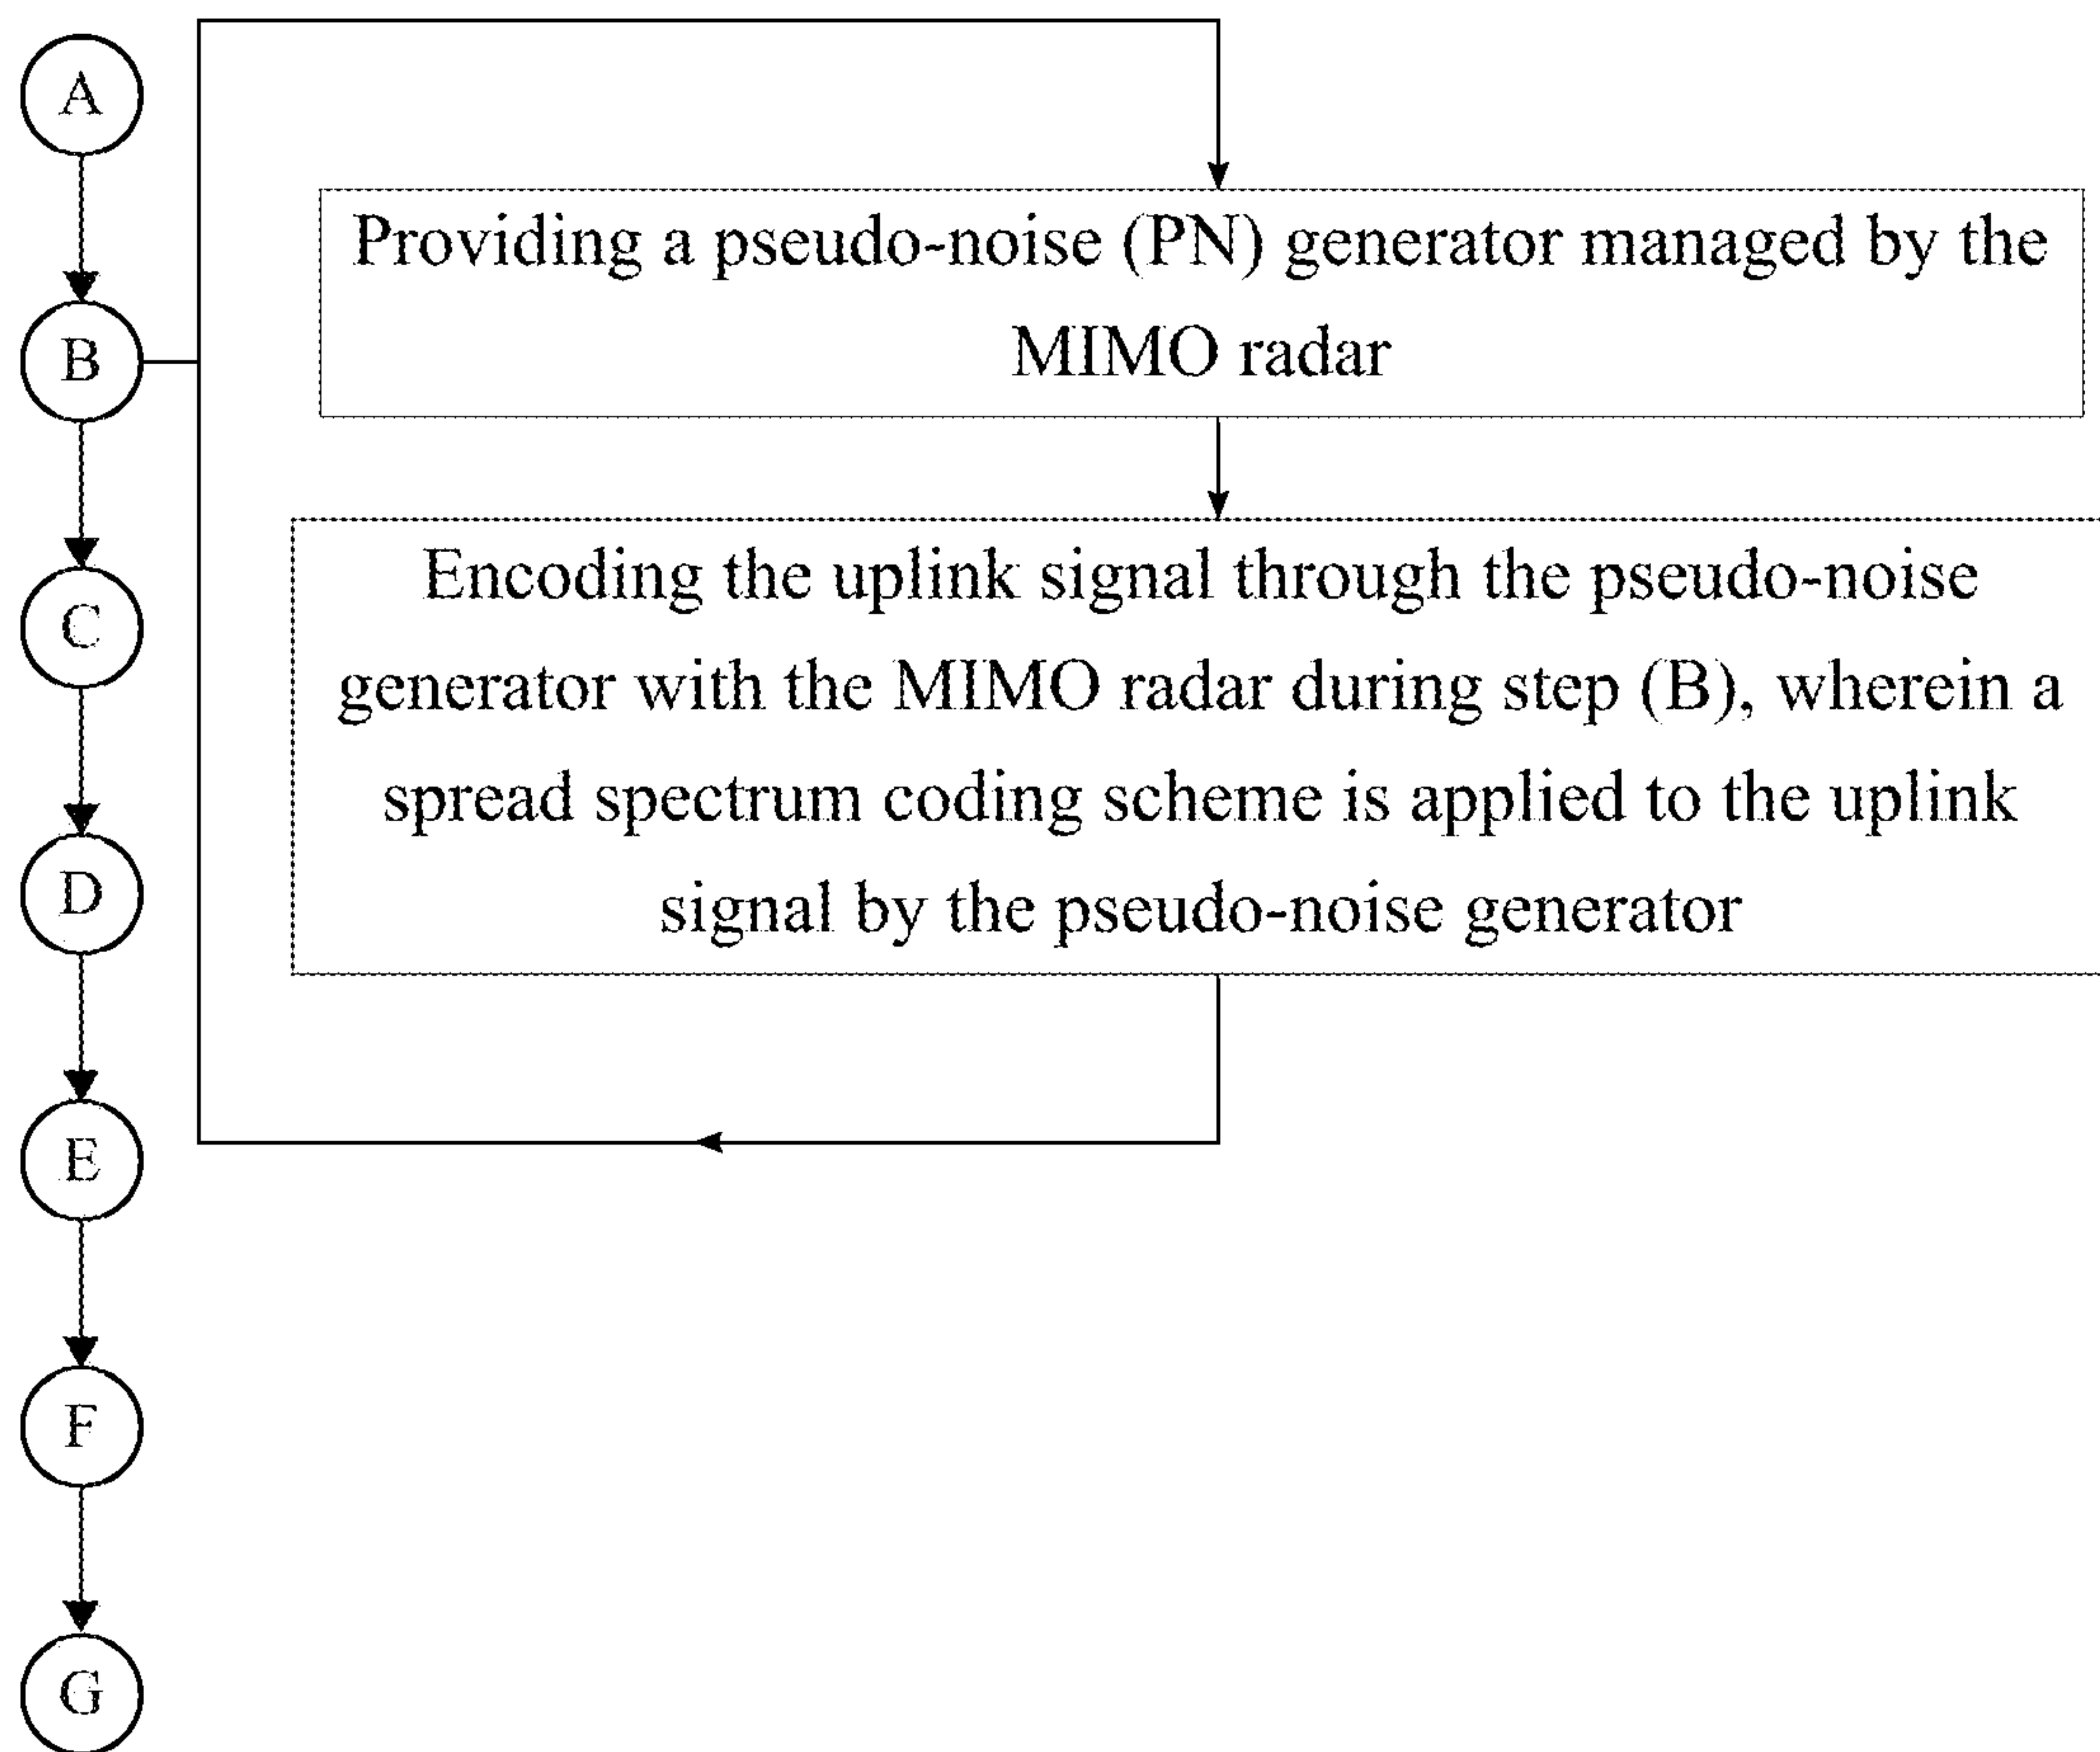 A
B
C
D
E
F
G
Providing a pseudo-noise (PN) generator managed by the
MIMO radar
Encoding the uplink signal through the pseudo-noise
generator with the MIMO radar during step (B), wherein a
spread spectrum coding scheme is applied to the uplink
signal by the pseudo-noise generator